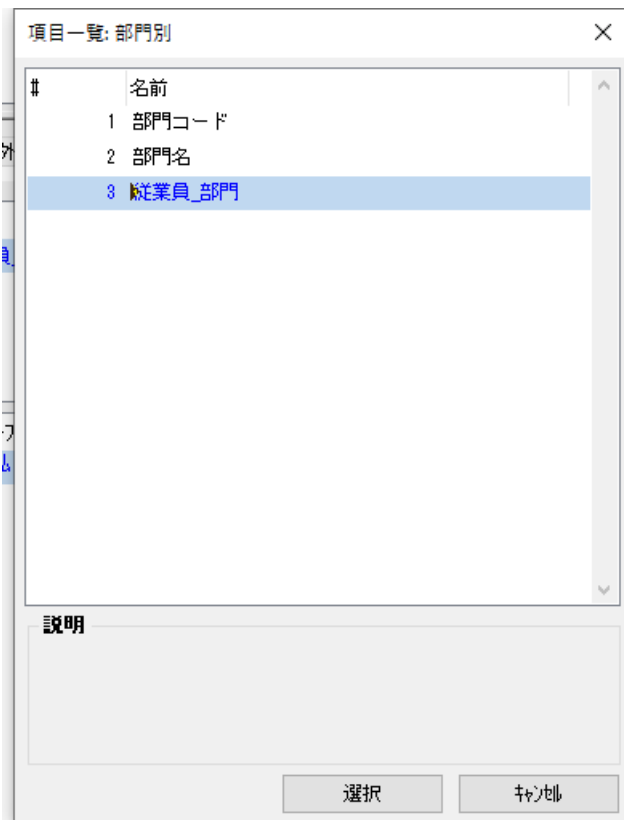 項目一覧: 部門別
# 名前
1 部門コード
2 部門名
3 従業員_部門
説明
選択 ｷｬﾝｾﾙ